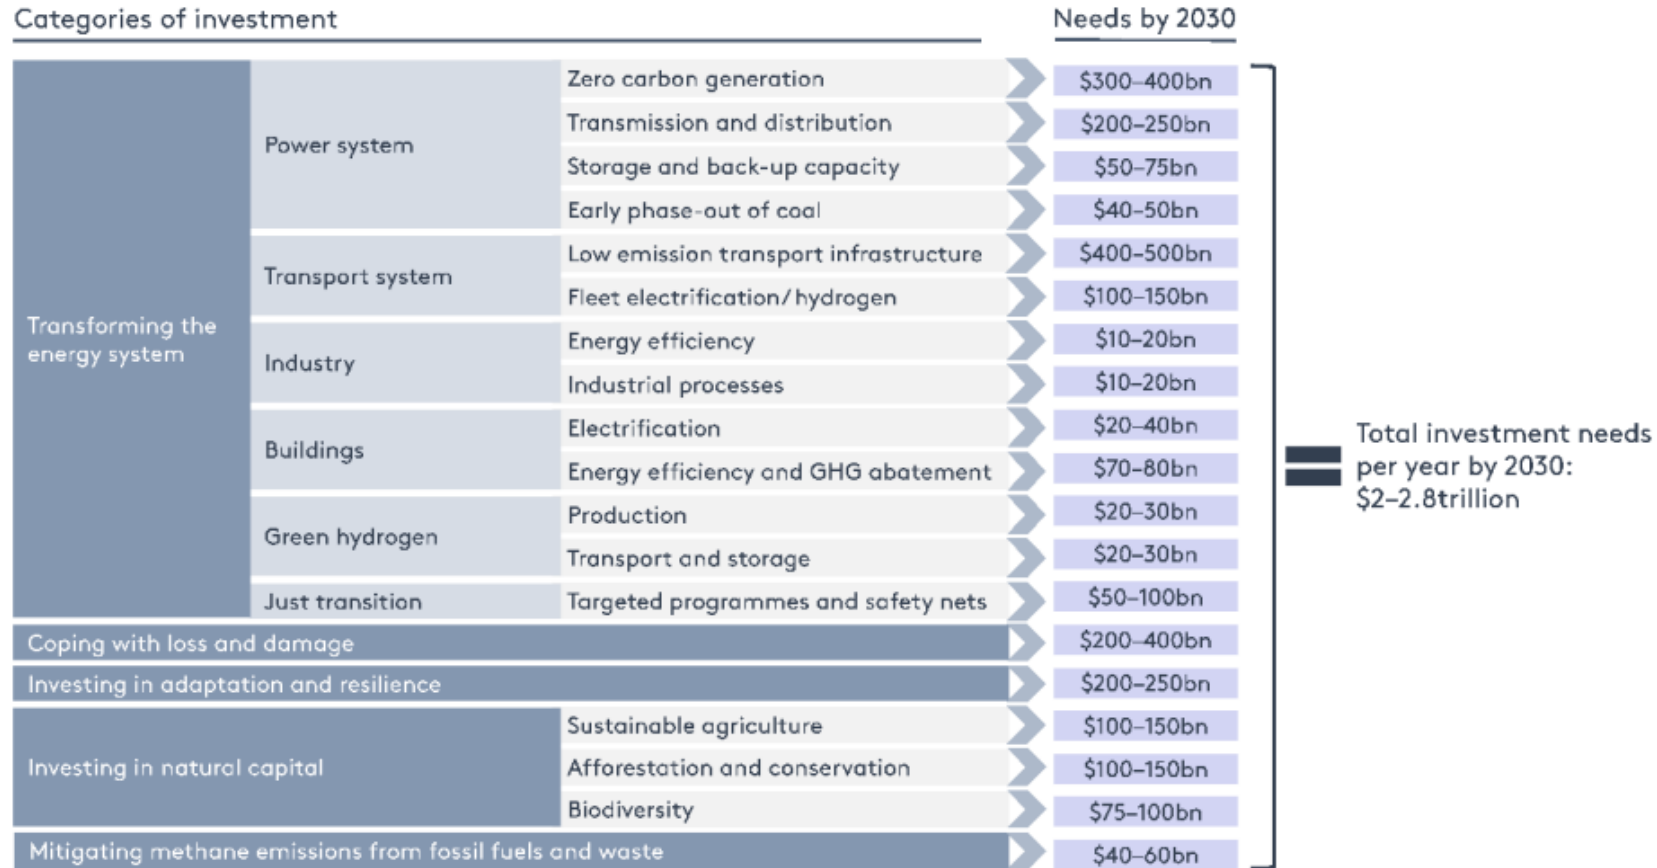 Categories of investment
Needs by 2030
Transforming the
energy system
Power system
Zero carbon generation
$300–400bn
Transmission and distribution
$200–250bn
Storage and back-up capacity
$50–75bn
Early phase-out of coal
$40–50bn
Transport system
Low emission transport infrastructure
$400–500bn
Fleet electrification/hydrogen
$100–150bn
Industry
Energy efficiency
$10–20bn
Industrial processes
$10–20bn
Buildings
Electrification
$20–40bn
Energy efficiency and GHG abatement
$70–80bn
Green hydrogen
Production
$20–30bn
Transport and storage
$20–30bn
Just transition
Targeted programmes and safety nets
$50–100bn
Coping with loss and damage
$200–400bn
Investing in adaptation and resilience
$200–250bn
Investing in natural capital
Sustainable agriculture
$100–150bn
Afforestation and conservation
$100–150bn
Biodiversity
$75–100bn
Mitigating methane emissions from fossil fuels and waste
$40–60bn
Total investment needs
per year by 2030:
$2–2.8trillion